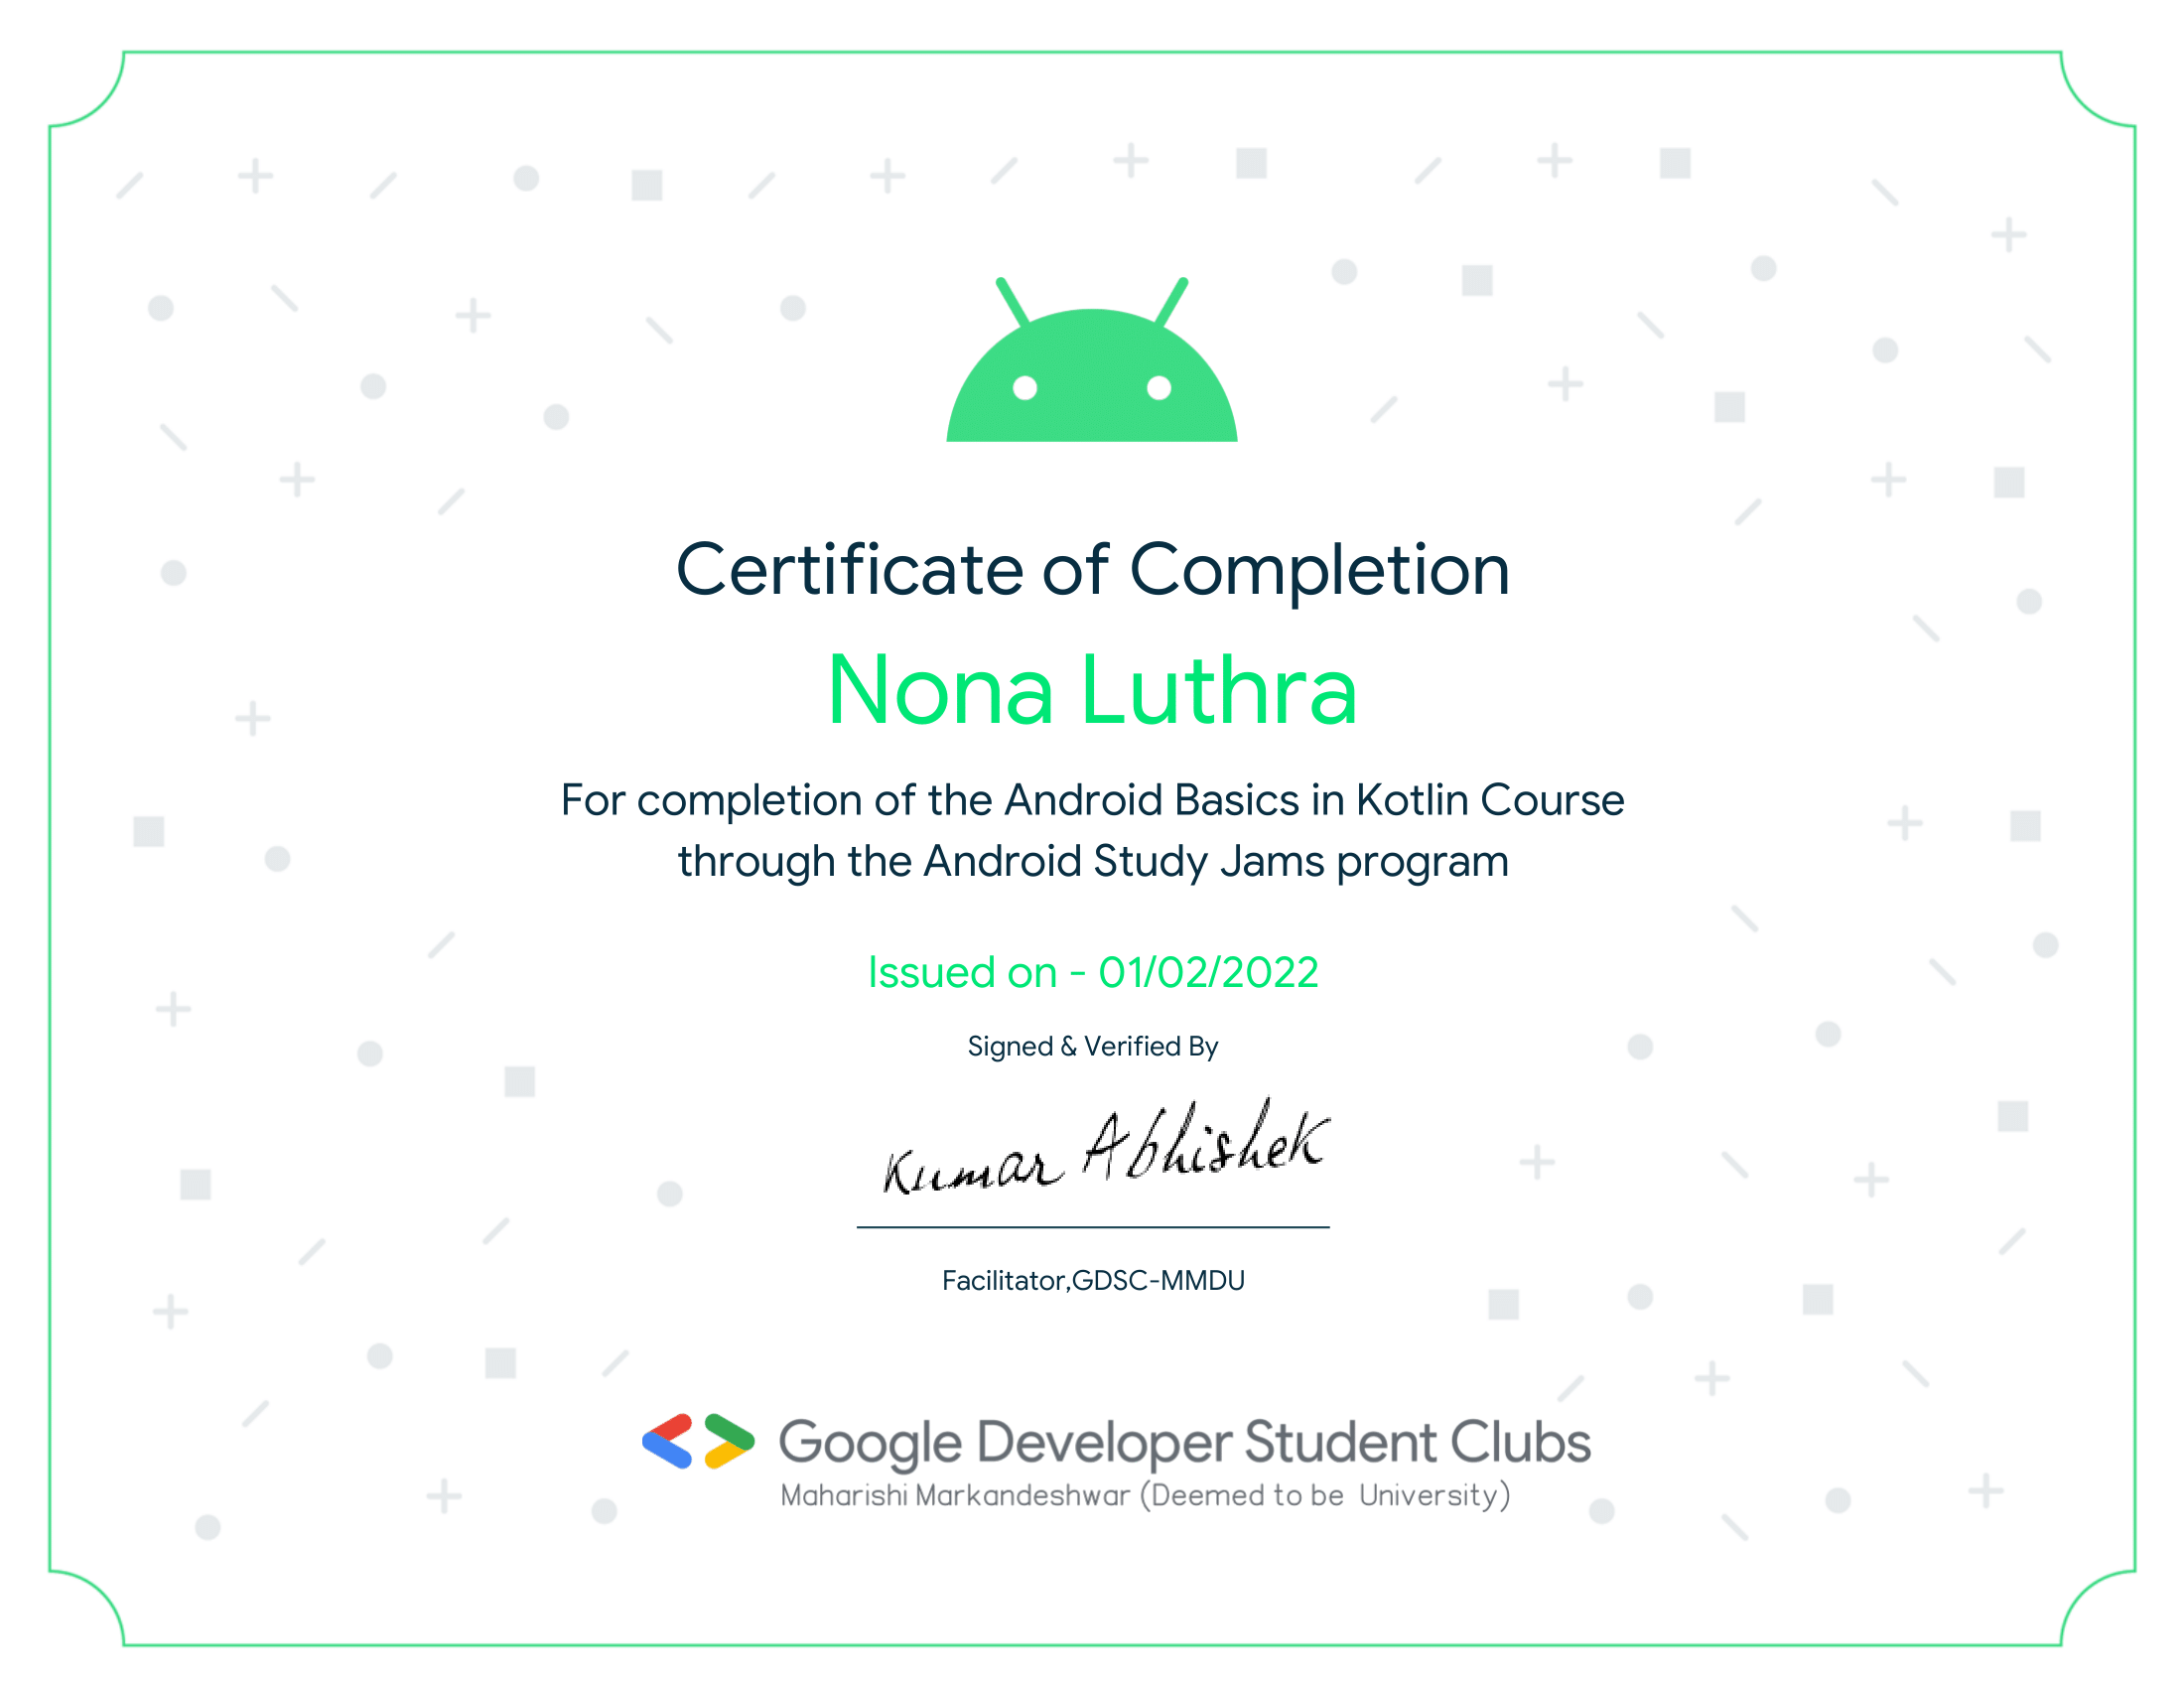 Certificate of Completion
Nona Luthra
For completion of the Android Basics in Kotlin Course
through the Android Study Jams program
Issued on - 01/02/2022
Signed & Verified By
Kumar Abhishek
Facilitator,GDSC-MMDU
Google Developer Student Clubs
Maharishi Markandeshwar (Deemed to be University)